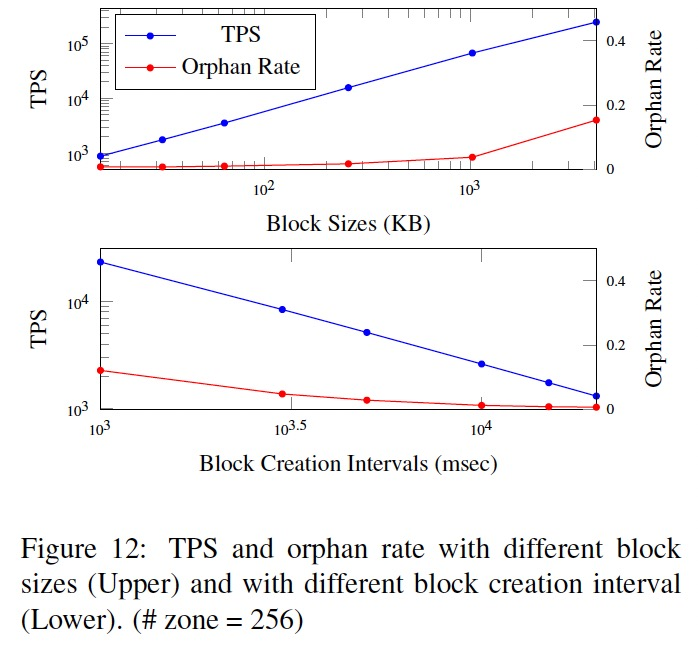 TPS
Orphan Rate
10^5
10^4
10^3
TPS
0.4
0.2
0
Orphan Rate
10^2
10^3
Block Sizes (KB)
10^4
10^3
TPS
0.4
0.2
0
Orphan Rate
10^3
10^3.5
10^4
Block Creation Intervals (msec)
Figure 12: TPS and orphan rate with different block
sizes (Upper) and with different block creation interval
(Lower). (# zone = 256)